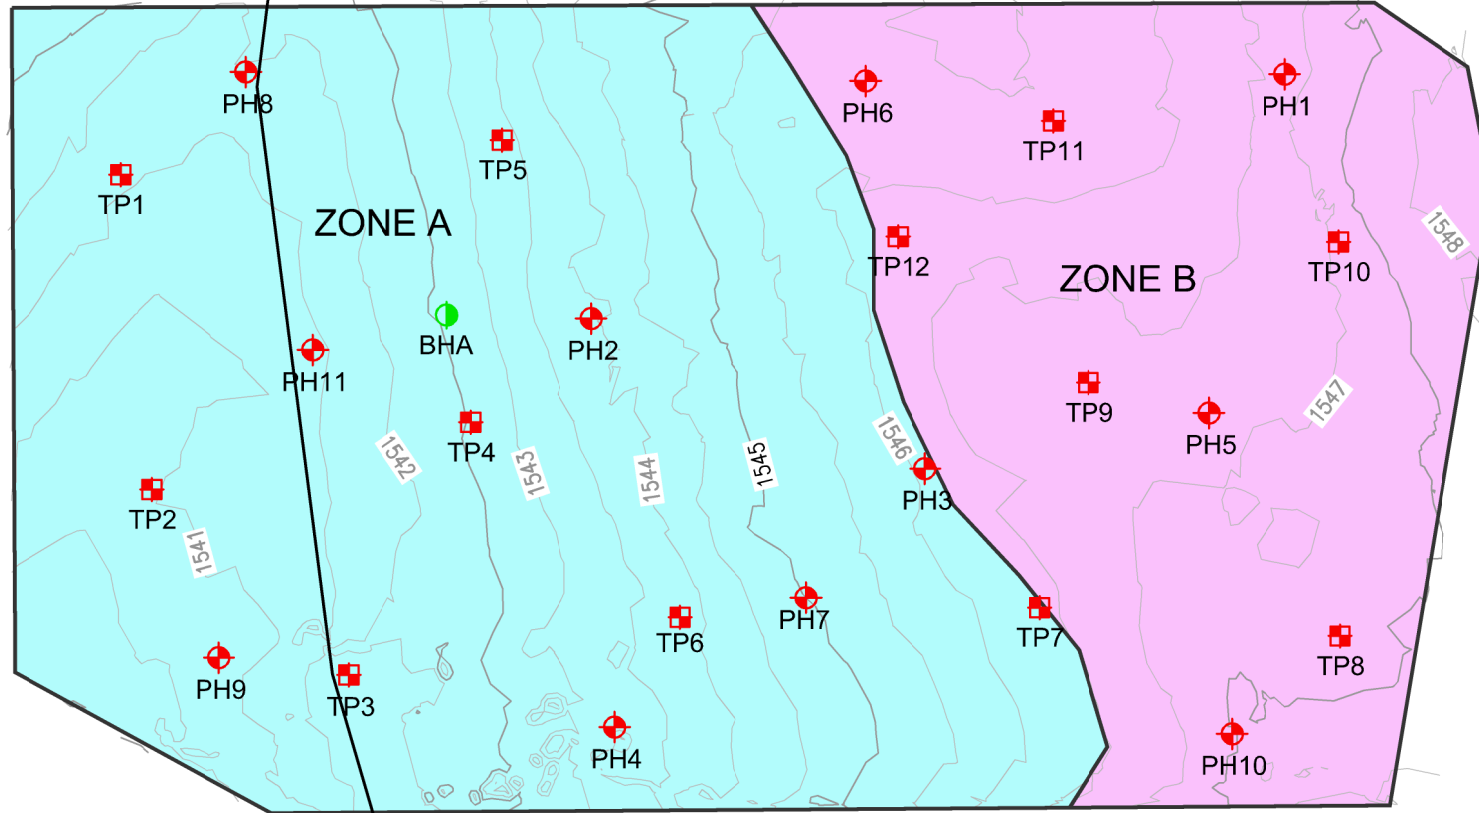 PH8
PH6
PH1
TP11
TP5
TP1
ZONE A
1548
TP12
TP10
ZONE B
BHA
PH2
PH11
TP9
1547
PH5
TP4
1542
1543
1544
1545
1546
PH3
TP2
1541
PH7
TP6
TP7
TP8
PH9
TP3
PH4
PH10